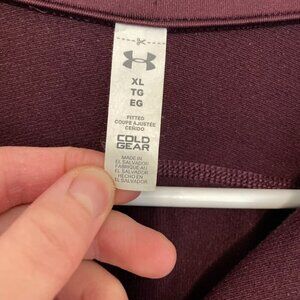 XL
TG
EG
FITTED
COUPE AJUSTÉE
CEÑIDO
COLD
GEAR
MADE IN
EL SALVADOR
FABRIQUÉ AU
EL SALVADOR
HECHO EN
EL SALVADOR